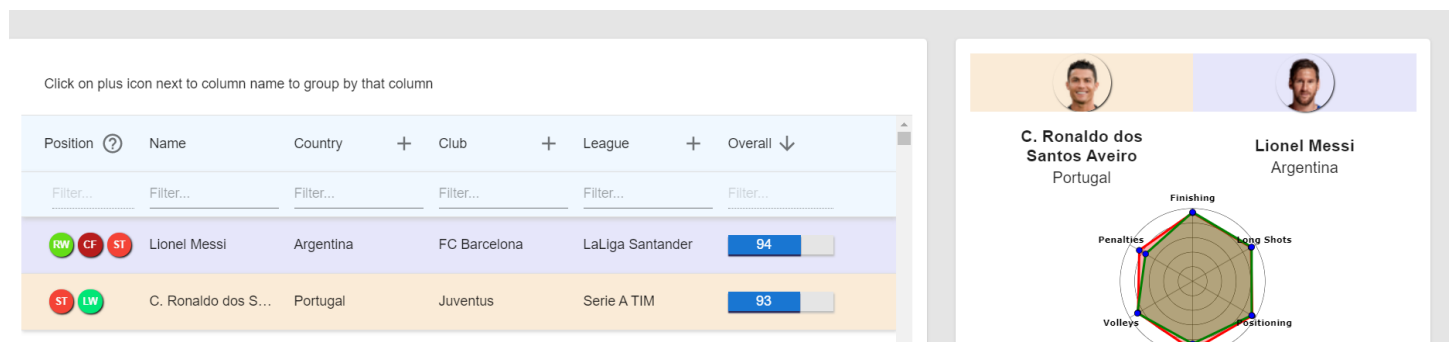 Click on plus icon next to column name to group by that column
Position ? Name Country + Club + League + Overall
Filter... Filter... Filter... Filter... Filter... Filter...
RW CF ST Lionel Messi Argentina FC Barcelona LaLiga Santander 94
ST LW C. Ronaldo dos S... Portugal Juventus Serie A TIM 93
C. Ronaldo dos
Santos Aveiro
Portugal
Lionel Messi
Argentina
Finishing
Penalties
Long Shots
Volleys
Positioning